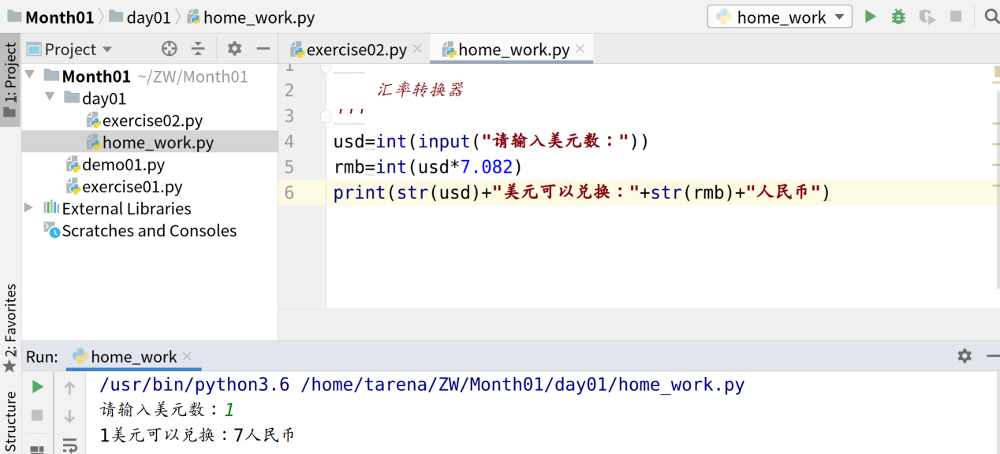 Month01 day01 home_work.py home_work
1: Project
Project
exercise02.py home_work.py
Month01 ~/ZW/Month01
day01
exercise02.py
home_work.py
demo01.py
exercise01.py
External Libraries
Scratches and Consoles
1
2 汇率转换器
3 '''
4 usd=int(input("请输入美元数："))
5 rmb=int(usd*7.082)
6 print(str(usd)+"美元可以兑换："+str(rmb)+"人民币")
2: Favorites
Structure
Run: home_work
/usr/bin/python3.6 /home/tarena/ZW/Month01/day01/home_work.py
请输入美元数：1
1美元可以兑换：7人民币